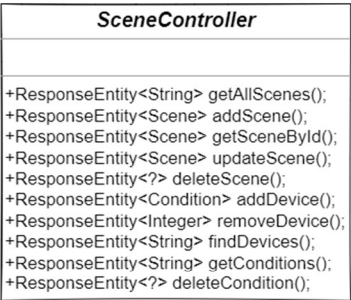 SceneController
+ResponseEntity<String> getAllScenes();
+ResponseEntity<Scene> addScene();
+ResponseEntity<Scene> getSceneById();
+ResponseEntity<Scene> updateScene();
+ResponseEntity<?> deleteScene();
+ResponseEntity<Condition> addDevice();
+ResponseEntity<Integer> removeDevice();
+ResponseEntity<String> findDevices();
+ResponseEntity<String> getConditions();
+ResponseEntity<?> deleteCondition();